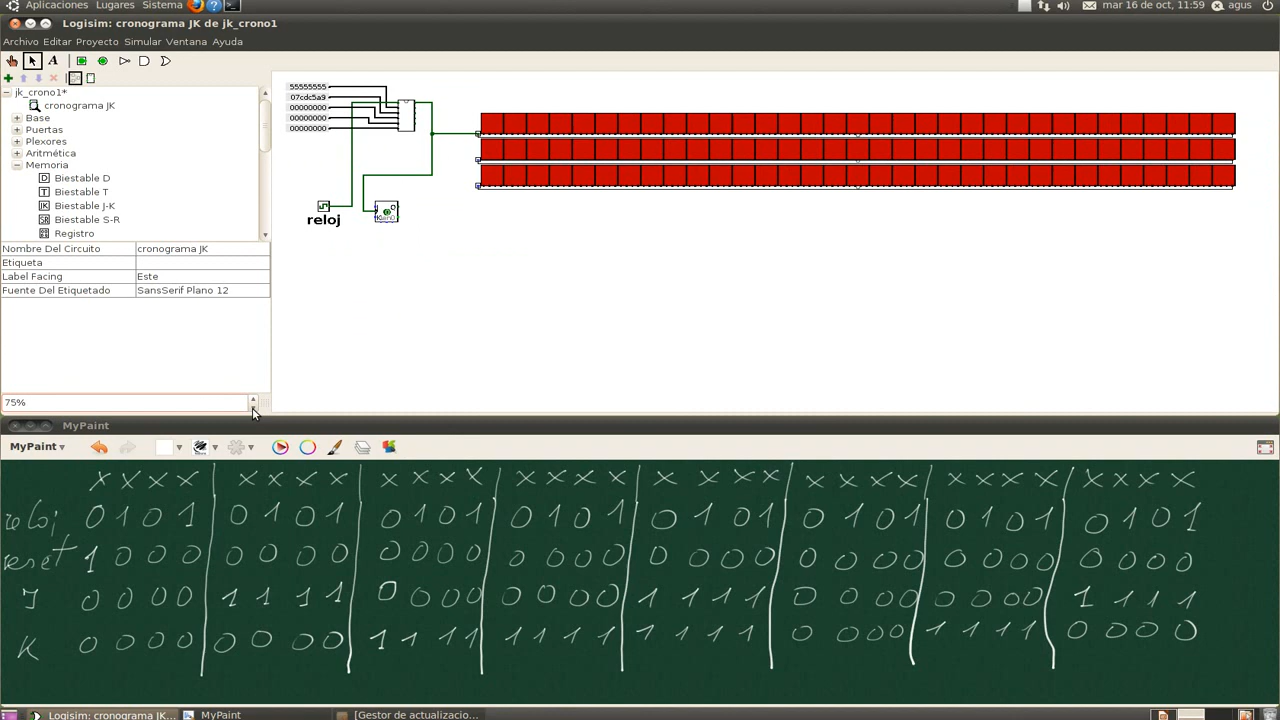 Aplicaciones Lugares Sistema mar 16 de oct, 11:59 agus
Logisim: cronograma JK de jk_crono1
Archivo Editar Proyecto Simular Ventana Ayuda
A
jk_crono1*
cronograma JK
Base
Puertas
Plexores
Aritmética
Memoria
D Biestable D
T Biestable T
JK Biestable J-K
SR Biestable S-R
Registro
Nombre Del Circuito cronograma JK
Etiqueta
Label Facing Este
Fuente Del Etiquetado SansSerif Plano 12
75%
55555555
07cdc5a9
00000000
00000000
00000000
reloj
MyPaint
MyPaint
X X X X X X X X X X X X X X X X X X X X X X X X X X X X X X X X
reloj 0 1 0 1 0 1 0 1 0 1 0 1 0 1 0 1 0 1 0 1 0 1 0 1 0 1 0 1 0 1 0 1
reset 1 0 0 0 0 0 0 0 0 0 0 0 0 0 0 0 0 0 0 0 0 0 0 0 0 0 0 0 0 0 0 0
J 0 0 0 0 1 1 1 1 0 0 0 0 0 0 0 0 1 1 1 1 0 0 0 0 0 0 0 0 1 1 1 1
K 0 0 0 0 0 0 0 0 1 1 1 1 1 1 1 1 1 1 1 1 0 0 0 0 1 1 1 1 0 0 0 0
Logisim: cronograma JK... MyPaint [Gestor de actualizacio...